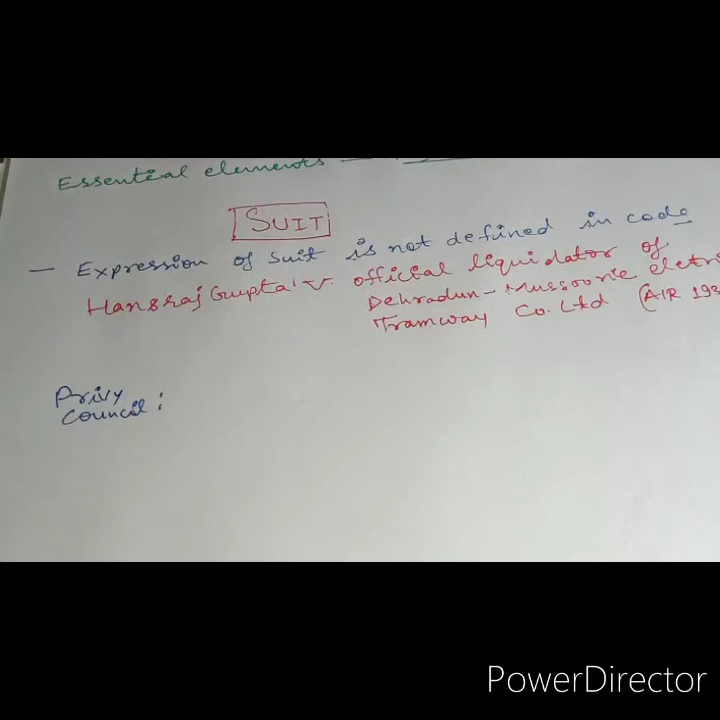 Essential elements —
SUIT
— Expression of suit is not defined in code
Hansraj Gupta v. official liquidator of
Dehradun-Mussoorie eletri
Tramway Co. Ltd (AIR 193
Privy
Council :
PowerDirector